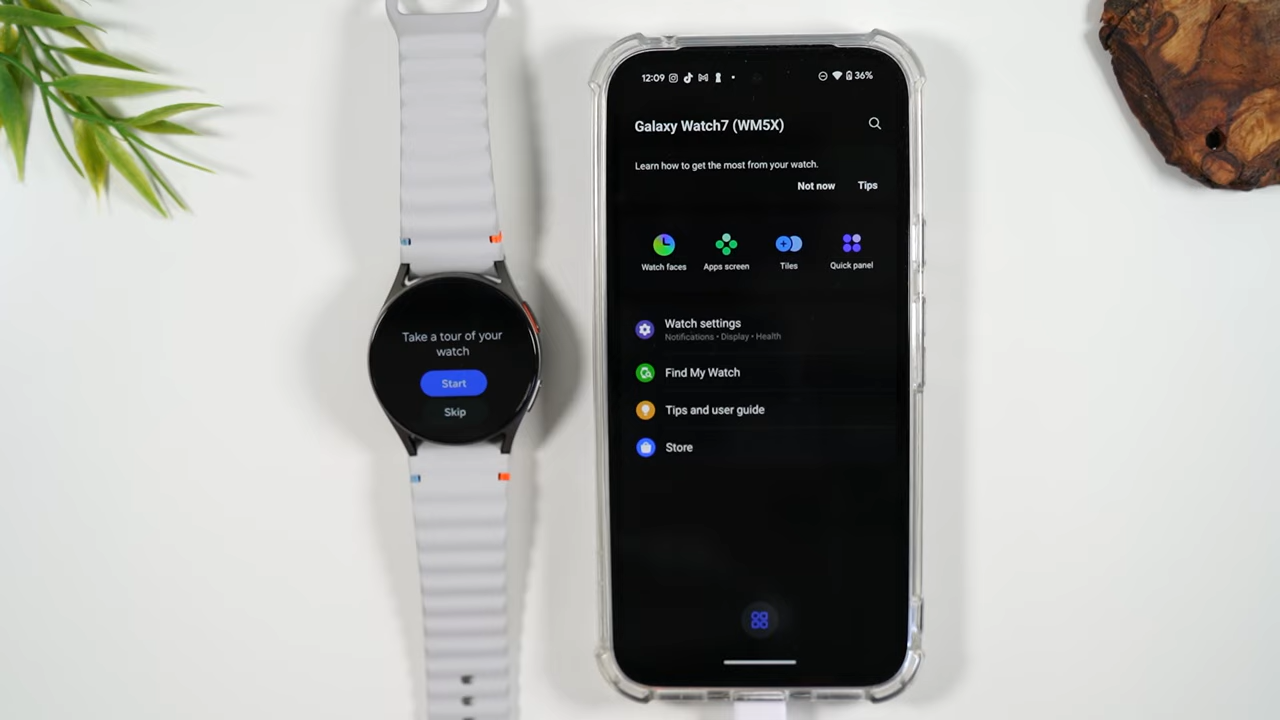 Take a tour of your
watch
Start
Skip
12:09
36%
Galaxy Watch7 (WM5X)
Learn how to get the most from your watch.
Not now
Tips
Watch faces
Apps screen
Tiles
Quick panel
Watch settings
Notifications • Display • Health
Find My Watch
Tips and user guide
Store